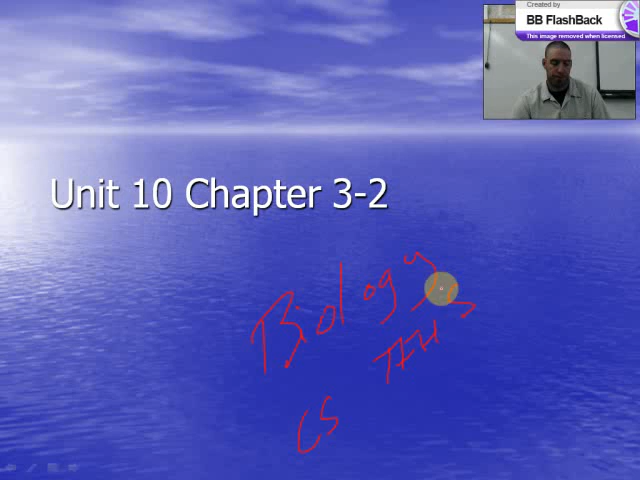 Created by
BB FlashBack
This image removed when licensed
Unit 10 Chapter 3-2
Biology
CS